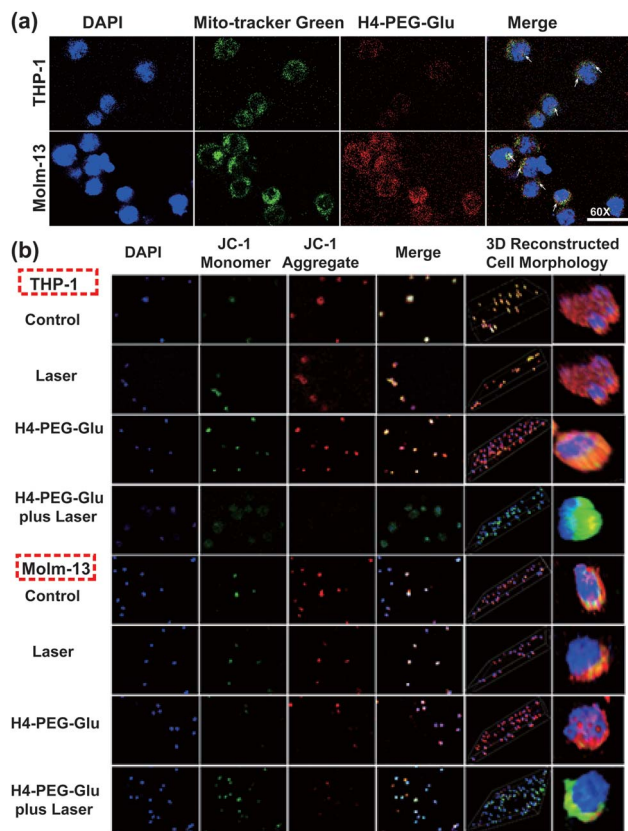 (a)
DAPI Mito-tracker Green H4-PEG-Glu Merge
THP-1
Molm-13
60X
(b)
DAPI JC-1 Monomer JC-1 Aggregate Merge 3D Reconstructed Cell Morphology
THP-1
Control
Laser
H4-PEG-Glu
H4-PEG-Glu
plus Laser
Molm-13
Control
Laser
H4-PEG-Glu
H4-PEG-Glu
plus Laser